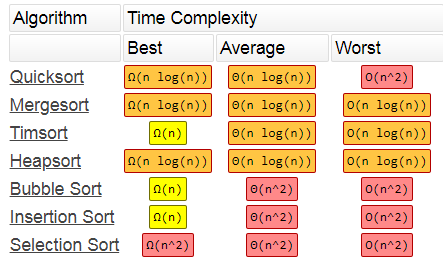 Algorithm Time Complexity
Best Average Worst
Quicksort Ω(n log(n)) Θ(n log(n)) O(n^2)
Mergesort Ω(n log(n)) Θ(n log(n)) O(n log(n))
Timsort Ω(n) Θ(n log(n)) O(n log(n))
Heapsort Ω(n log(n)) Θ(n log(n)) O(n log(n))
Bubble Sort Ω(n) Θ(n^2) O(n^2)
Insertion Sort Ω(n) Θ(n^2) O(n^2)
Selection Sort Ω(n^2) Θ(n^2) O(n^2)